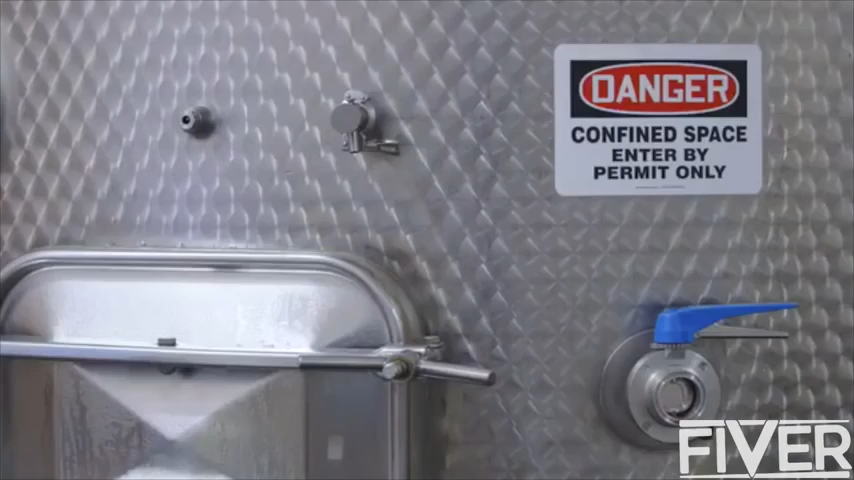 DANGER
CONFINED SPACE
ENTER BY
PERMIT ONLY
FIVER